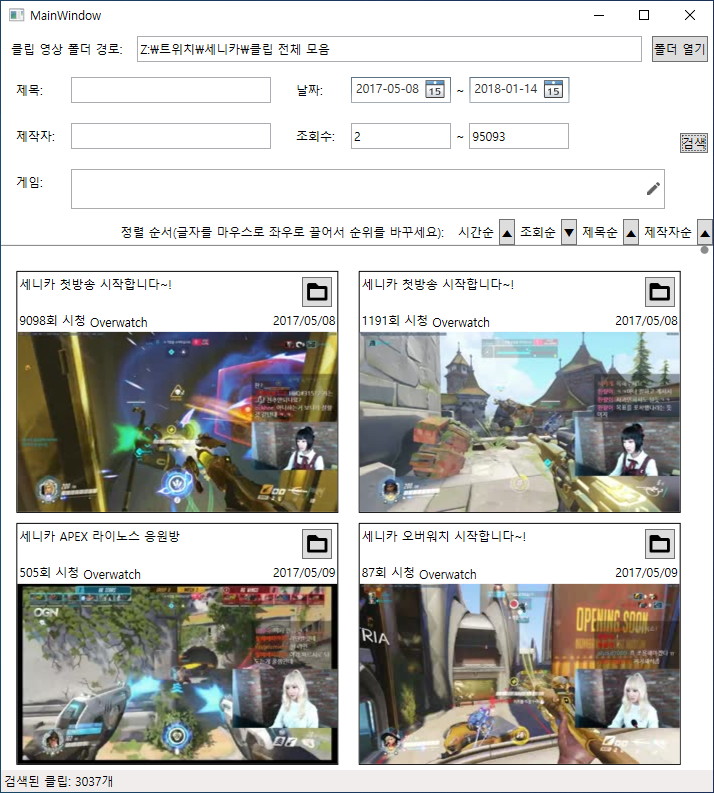 MainWindow
클립 영상 폴더 경로: Z:₩트위치₩세니카₩클립 전체 모음 폴더 열기
제목: 날짜: 2017-05-08 15 ~ 2018-01-14 15
제작자: 조회수: 2 ~ 95093
검색
게임:
정렬 순서(글자를 마우스로 좌우로 끌어서 순위를 바꾸세요): 시간순 ▲ 조회순 ▼ 제목순 ▲ 제작자순 ▲
세니카 첫방송 시작합니다~!
9098회 시청 Overwatch 2017/05/08
세니카 첫방송 시작합니다~!
1191회 시청 Overwatch 2017/05/08
세니카 APEX 라이노스 응원방
505회 시청 Overwatch 2017/05/09
OGN
세니카 오버워치 시작합니다~!
87회 시청 Overwatch 2017/05/09
RIA
OPENING SOON
검색된 클립: 3037개